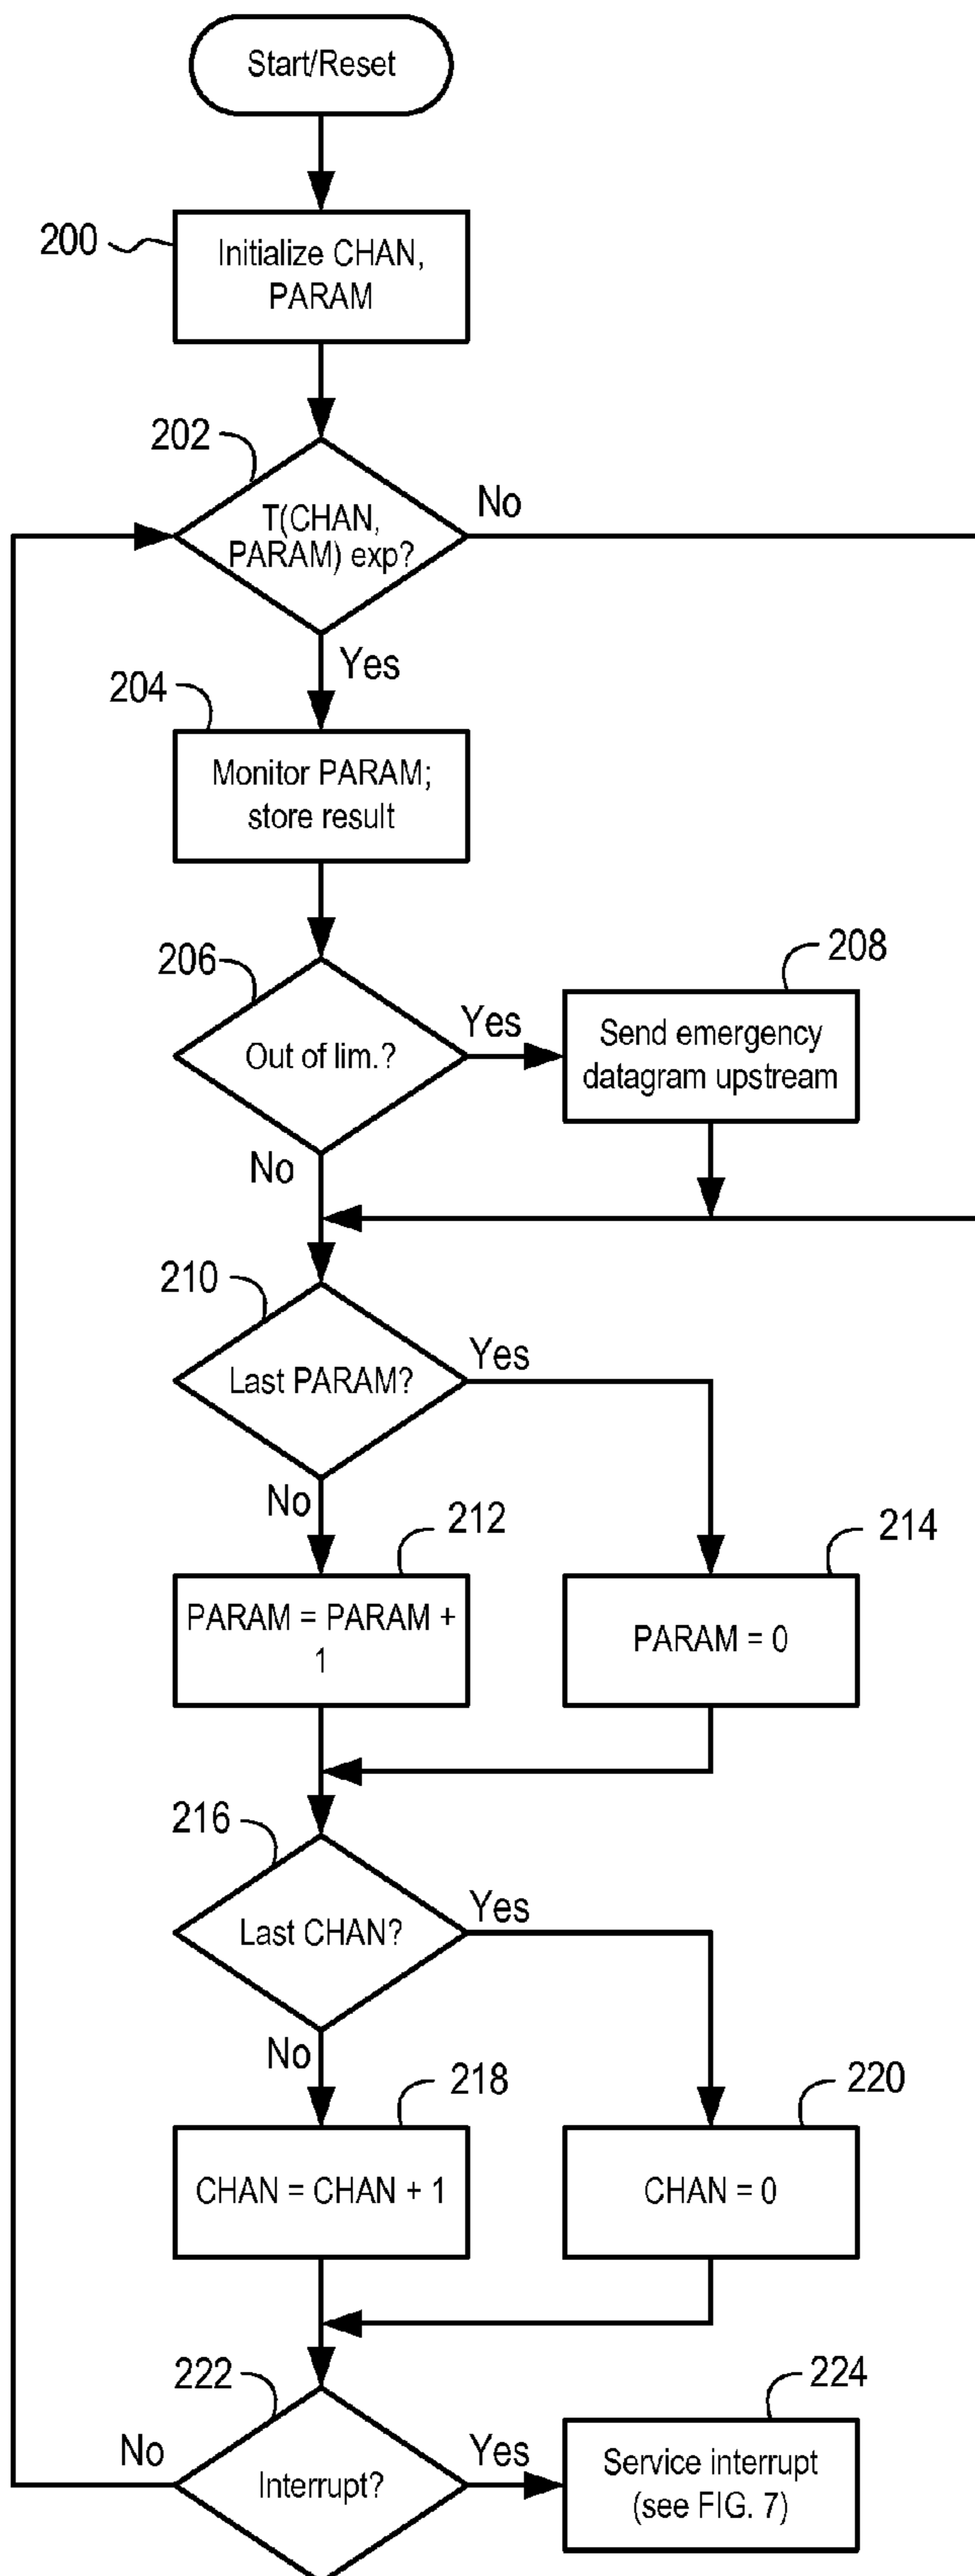 Start/Reset
200
Initialize CHAN,
PARAM
202
T(CHAN,
PARAM) exp?
No
Yes
204
Monitor PARAM;
store result
206
Out of lim.?
Yes
208
Send emergency
datagram upstream
No
210
Last PARAM?
Yes
No
212
PARAM = PARAM +
1
214
PARAM = 0
216
Last CHAN?
Yes
No
218
CHAN = CHAN + 1
220
CHAN = 0
222
No
Interrupt?
Yes
224
Service interrupt
(see FIG. 7)